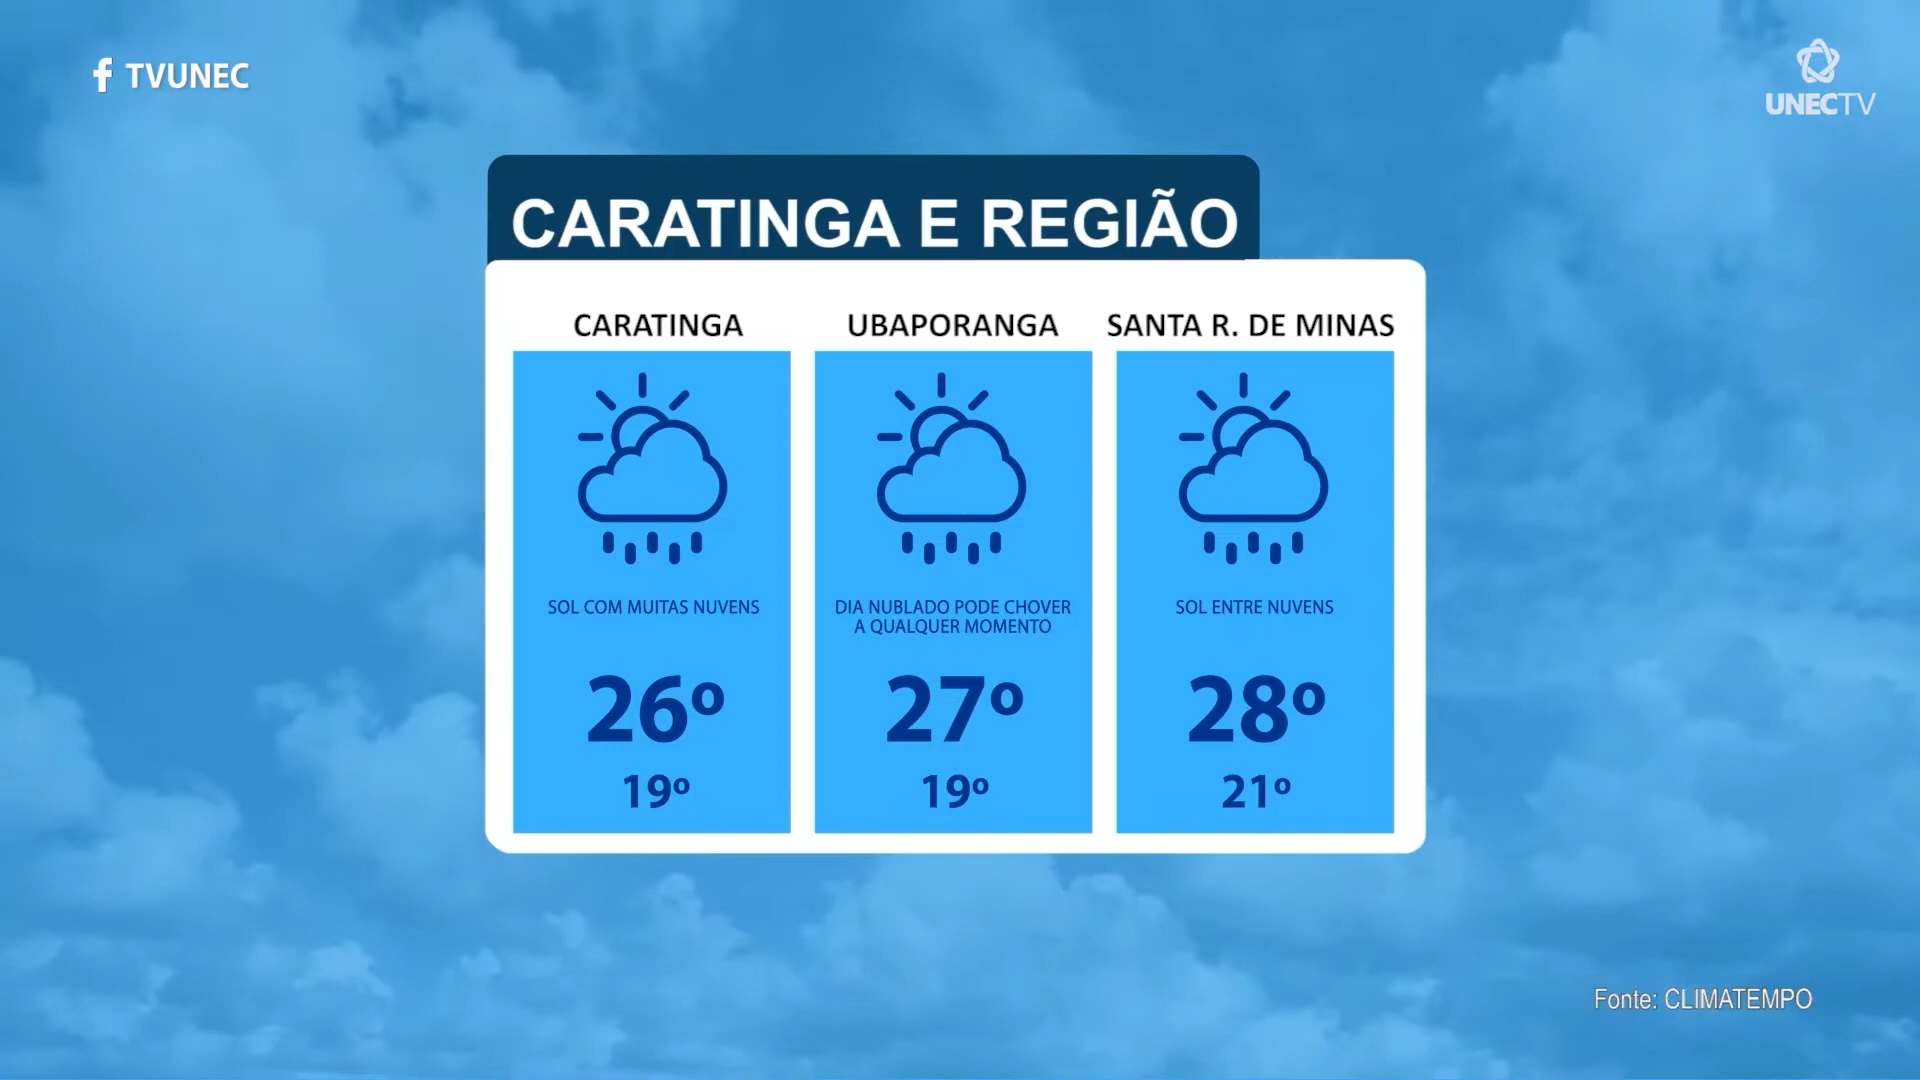 f TVUNEC
UNECTV
CARATINGA E REGIÃO
CARATINGA
SOL COM MUITAS NUVENS
26º
19º
UBAPORANGA
DIA NUBLADO PODE CHOVER
A QUALQUER MOMENTO
27º
19º
SANTA R. DE MINAS
SOL ENTRE NUVENS
28º
21º
Fonte: CLIMATEMPO